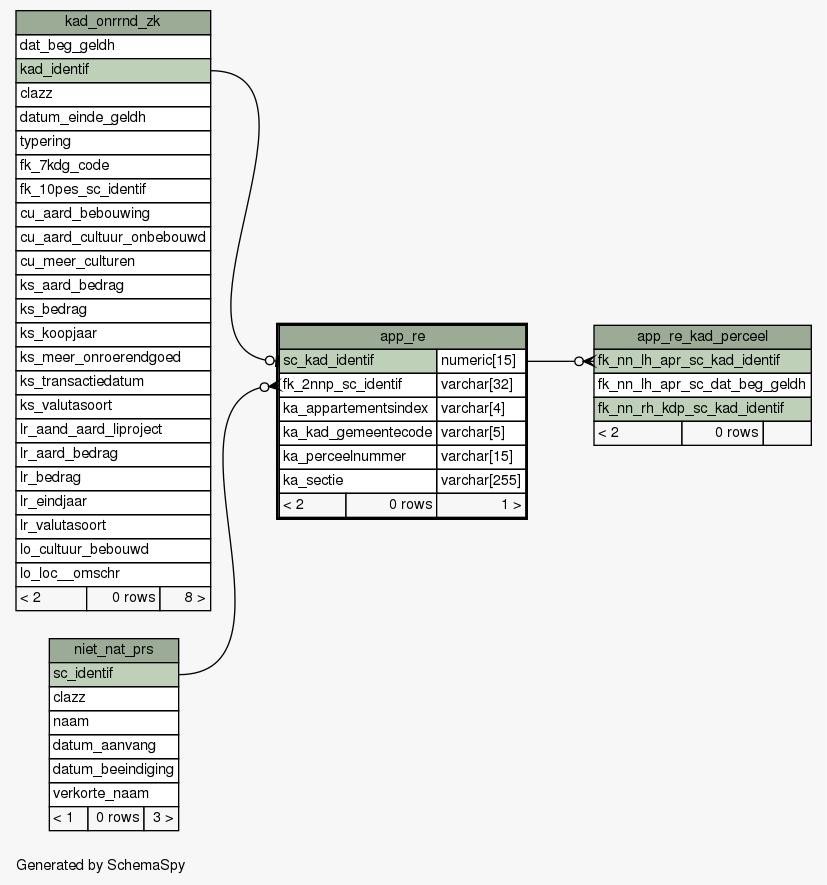 kad_onrrnd_zk
dat_beg_geldh
kad_identif
clazz
datum_einde_geldh
typering
fk_7kdg_code
fk_10pes_sc_identif
cu_aard_bebouwing
cu_aard_cultuur_onbebouwd
cu_meer_culturen
ks_aard_bedrag
ks_bedrag
ks_koopjaar
ks_meer_onroerendgoed
ks_transactiedatum
ks_valutasoort
lr_aand_aard_liproject
lr_aard_bedrag
lr_bedrag
lr_eindjaar
lr_valutasoort
lo_cultuur_bebouwd
lo_loc__omschr
< 2 0 rows 8 >
app_re
sc_kad_identif numeric[15]
fk_2nnp_sc_identif varchar[32]
ka_appartementsindex varchar[4]
ka_kad_gemeentecode varchar[5]
ka_perceelnummer varchar[15]
ka_sectie varchar[255]
< 2 0 rows 1 >
app_re_kad_perceel
fk_nn_lh_apr_sc_kad_identif
fk_nn_lh_apr_sc_dat_beg_geldh
fk_nn_rh_kdp_sc_kad_identif
< 2 0 rows
niet_nat_prs
sc_identif
clazz
naam
datum_aanvang
datum_beeindiging
verkorte_naam
< 1 0 rows 3 >
Generated by SchemaSpy